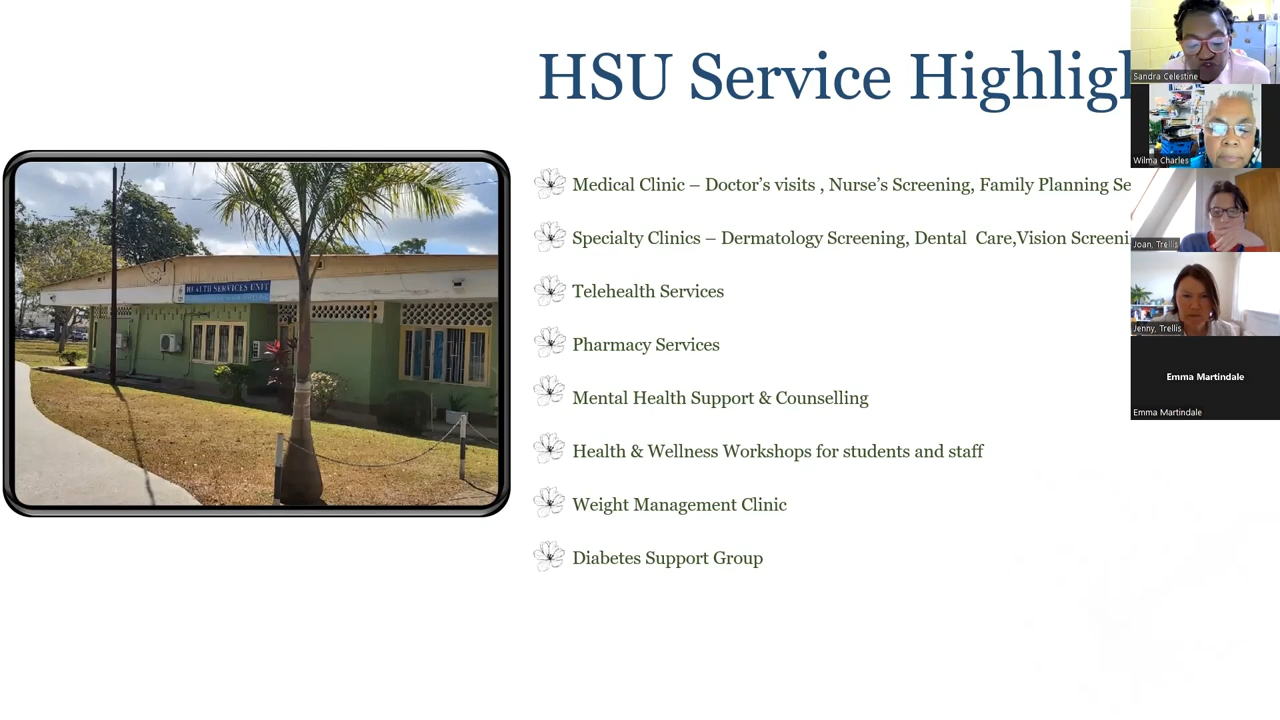 HSU Service Highligh
Medical Clinic – Doctor's visits , Nurse's Screening, Family Planning Se
Specialty Clinics – Dermatology Screening, Dental Care,Vision Screeni
Telehealth Services
Pharmacy Services
Mental Health Support & Counselling
Health & Wellness Workshops for students and staff
Weight Management Clinic
Diabetes Support Group
HEALTH SERVICES UNIT
Sandra Celestine
Wilma Charles
Joan, Trellis
Jenny, Trellis
Emma Martindale
Emma Martindale